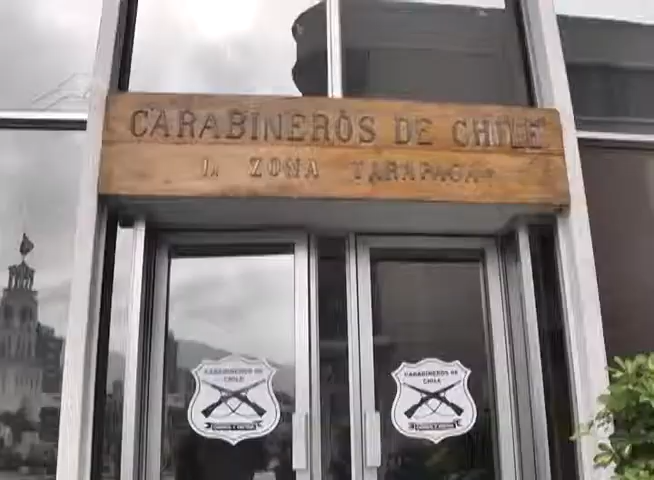 CARABINEROS DE CHILE
I. ZONA TARAPACA
CARABINEROS DE
CHILE
CARABINEROS DE
CHILE